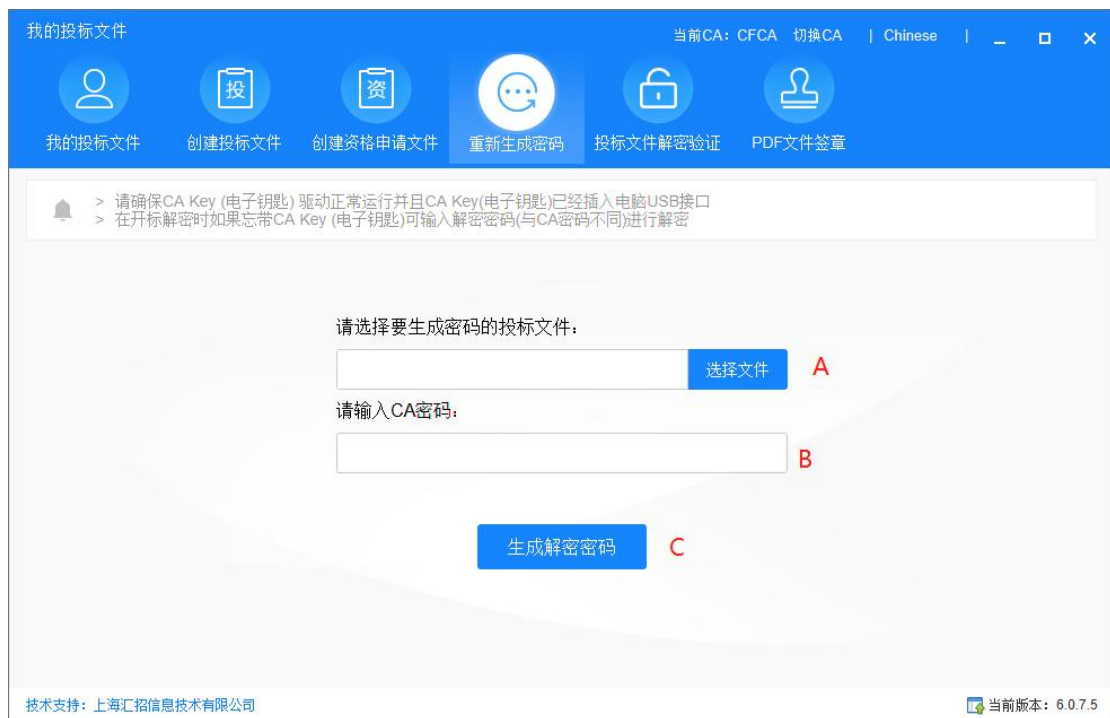 我的投标文件
当前CA: CFCA 切换CA | Chinese |
投
资
我的投标文件 创建投标文件 创建资格申请文件 重新生成密码 投标文件解密验证 PDF文件签章
> 请确保CA Key (电子钥匙) 驱动正常运行并且CA Key(电子钥匙)已经插入电脑USB接口
> 在开标解密时如果忘带CA Key (电子钥匙)可输入解密密码(与CA密码不同)进行解密
请选择要生成密码的投标文件:
选择文件 A
请输入CA密码:
B
生成解密密码 C
技术支持: 上海汇招信息技术有限公司 当前版本: 6.0.7.5